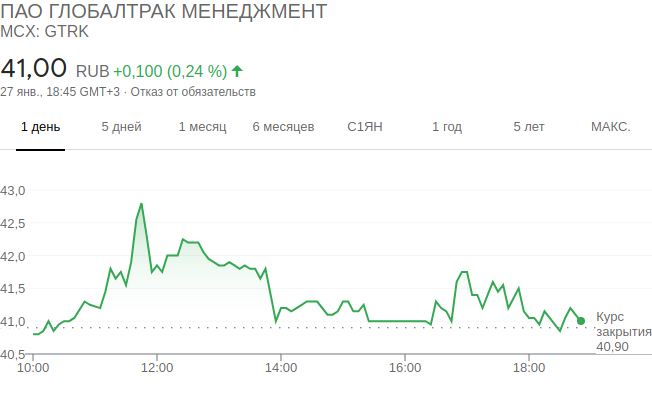 ПАО ГЛОБАЛТРАК МЕНЕДЖМЕНТ
MCX: GTRK
41,00 RUB +0,100 (0,24 %)
27 янв., 18:45 GMT+3 · Отказ от обязательств
1 день 5 дней 1 месяц 6 месяцев С1ЯН 1 год 5 лет МАКС.
43,0
42,5
42,0
41,5
41,0
40,5
Курс
закрытия
40,90
10:00 12:00 14:00 16:00 18:00